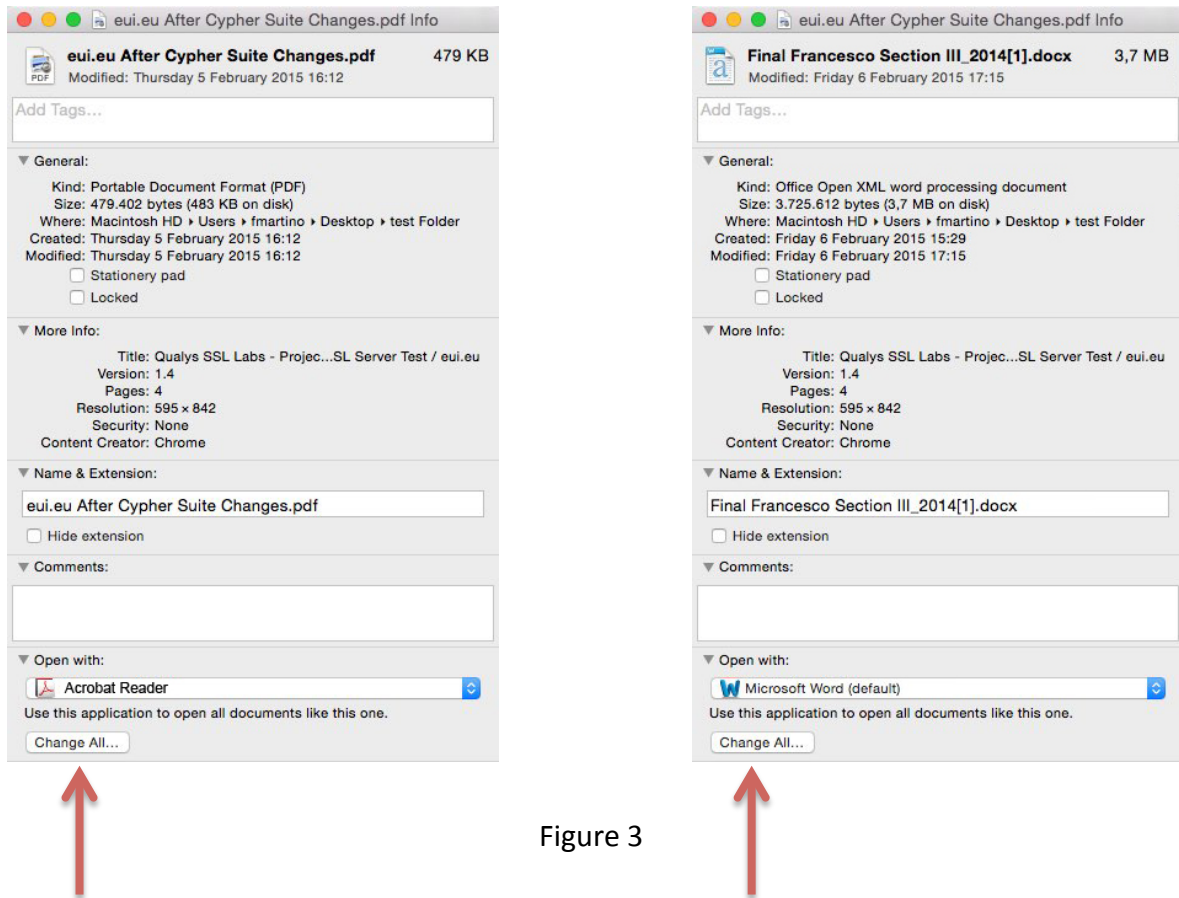 eui.eu After Cypher Suite Changes.pdf Info
PDF
eui.eu After Cypher Suite Changes.pdf 479 KB
Modified: Thursday 5 February 2015 16:12
Add Tags...
General:
Kind: Portable Document Format (PDF)
Size: 479.402 bytes (483 KB on disk)
Where: Macintosh HD ▸ Users ▸ fmartino ▸ Desktop ▸ test Folder
Created: Thursday 5 February 2015 16:12
Modified: Thursday 5 February 2015 16:12
Stationery pad
Locked
More Info:
Title: Qualys SSL Labs - Projec...SL Server Test / eui.eu
Version: 1.4
Pages: 4
Resolution: 595 × 842
Security: None
Content Creator: Chrome
Name & Extension:
eui.eu After Cypher Suite Changes.pdf
Hide extension
Comments:
Open with:
Acrobat Reader
Use this application to open all documents like this one.
Change All...
eui.eu After Cypher Suite Changes.pdf Info
a
Final Francesco Section III_2014[1].docx 3,7 MB
Modified: Friday 6 February 2015 17:15
Add Tags...
General:
Kind: Office Open XML word processing document
Size: 3.725.612 bytes (3,7 MB on disk)
Where: Macintosh HD ▸ Users ▸ fmartino ▸ Desktop ▸ test Folder
Created: Friday 6 February 2015 15:29
Modified: Friday 6 February 2015 17:15
Stationery pad
Locked
More Info:
Title: Qualys SSL Labs - Projec...SL Server Test / eui.eu
Version: 1.4
Pages: 4
Resolution: 595 × 842
Security: None
Content Creator: Chrome
Name & Extension:
Final Francesco Section III_2014[1].docx
Hide extension
Comments:
Open with:
W Microsoft Word (default)
Use this application to open all documents like this one.
Change All...
Figure 3